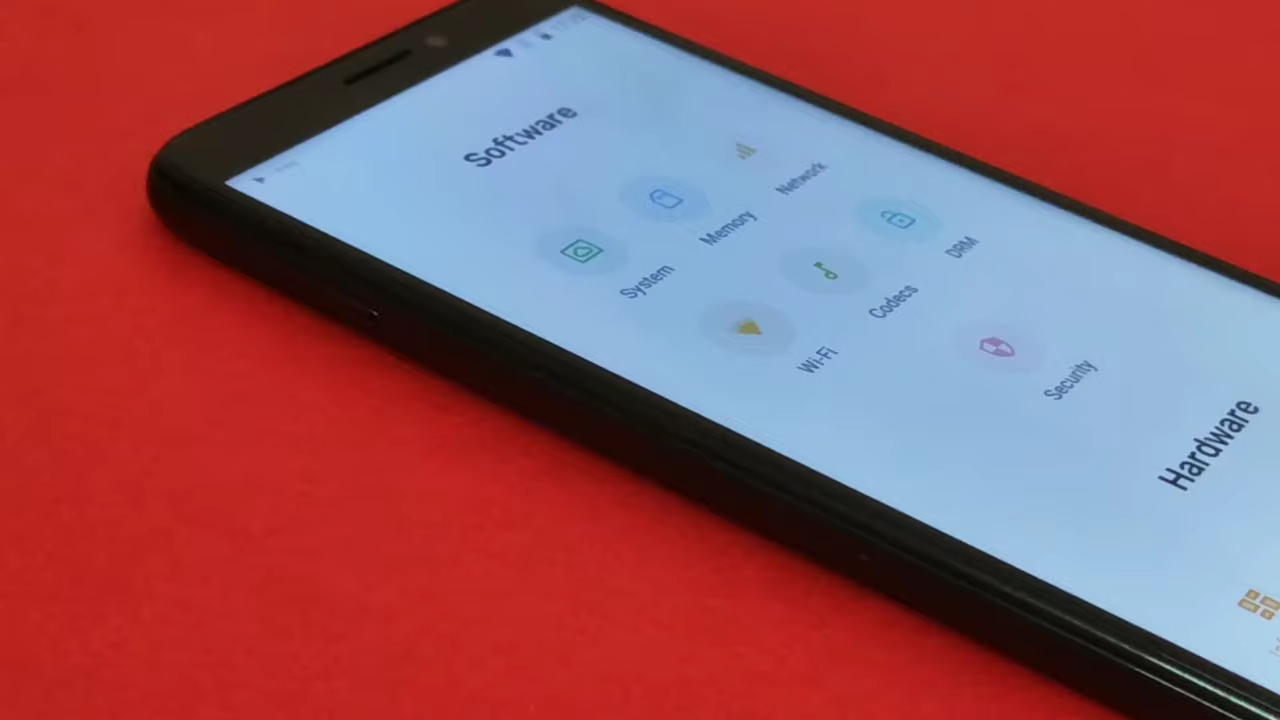 Software
System
Memory
Network
Wi-Fi
Codecs
DRM
Security
Hardware